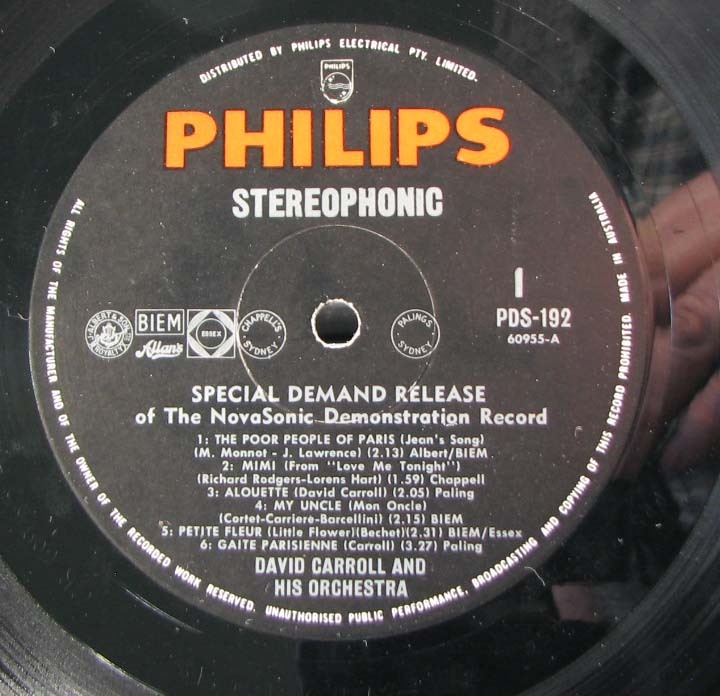 DISTRIBUTED BY PHILIPS ELECTRICAL PTY. LIMITED.
PHILIPS
PHILIPS
STEREOPHONIC
1
PDS-192
60955-A
J. ALBERT & SON
ROYALTY
BIEM
Allan's
ESSEX
CHAPPELL'S
SYDNEY
PALINGS
SYDNEY
SPECIAL DEMAND RELEASE
of The NovaSonic Demonstration Record
1: THE POOR PEOPLE OF PARIS (Jean's Song)
(M. Monnot - J. Lawrence) (2.13) Albert/BIEM
2: MIMI (From "Love Me Tonight")
(Richard Rodgers-Lorens Hart) (1.59) Chappell
3: ALOUETTE (David Carroll) (2.05) Paling
4: MY UNCLE (Mon Oncle)
(Cortet-Carriere-Barcellini) (2.15) BIEM
5: PETITE FLEUR (Little Flower)(Bechet)(2.31) BIEM/Essex
6: GAITE PARISIENNE (Carroll) (3.27) Paling
DAVID CARROLL AND
HIS ORCHESTRA
ALL RIGHTS OF THE MANUFACTURER AND OF THE OWNER OF THE RECORDED WORK RESERVED. UNAUTHORISED PUBLIC PERFORMANCE, BROADCASTING AND COPYING OF THIS RECORD PROHIBITED. MADE IN AUSTRALIA